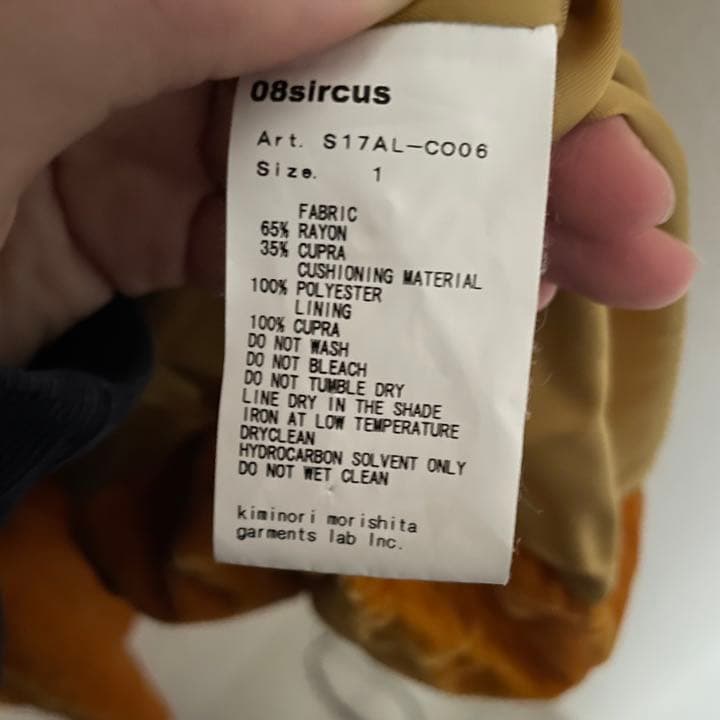 08sircus
Art. S17AL-CO06
Size. 1
FABRIC
65% RAYON
35% CUPRA
CUSHIONING MATERIAL
100% POLYESTER
LINING
100% CUPRA
DO NOT WASH
DO NOT BLEACH
DO NOT TUMBLE DRY
LINE DRY IN THE SHADE
IRON AT LOW TEMPERATURE
DRYCLEAN
HYDROCARBON SOLVENT ONLY
DO NOT WET CLEAN
kiminori morishita
garments lab Inc.